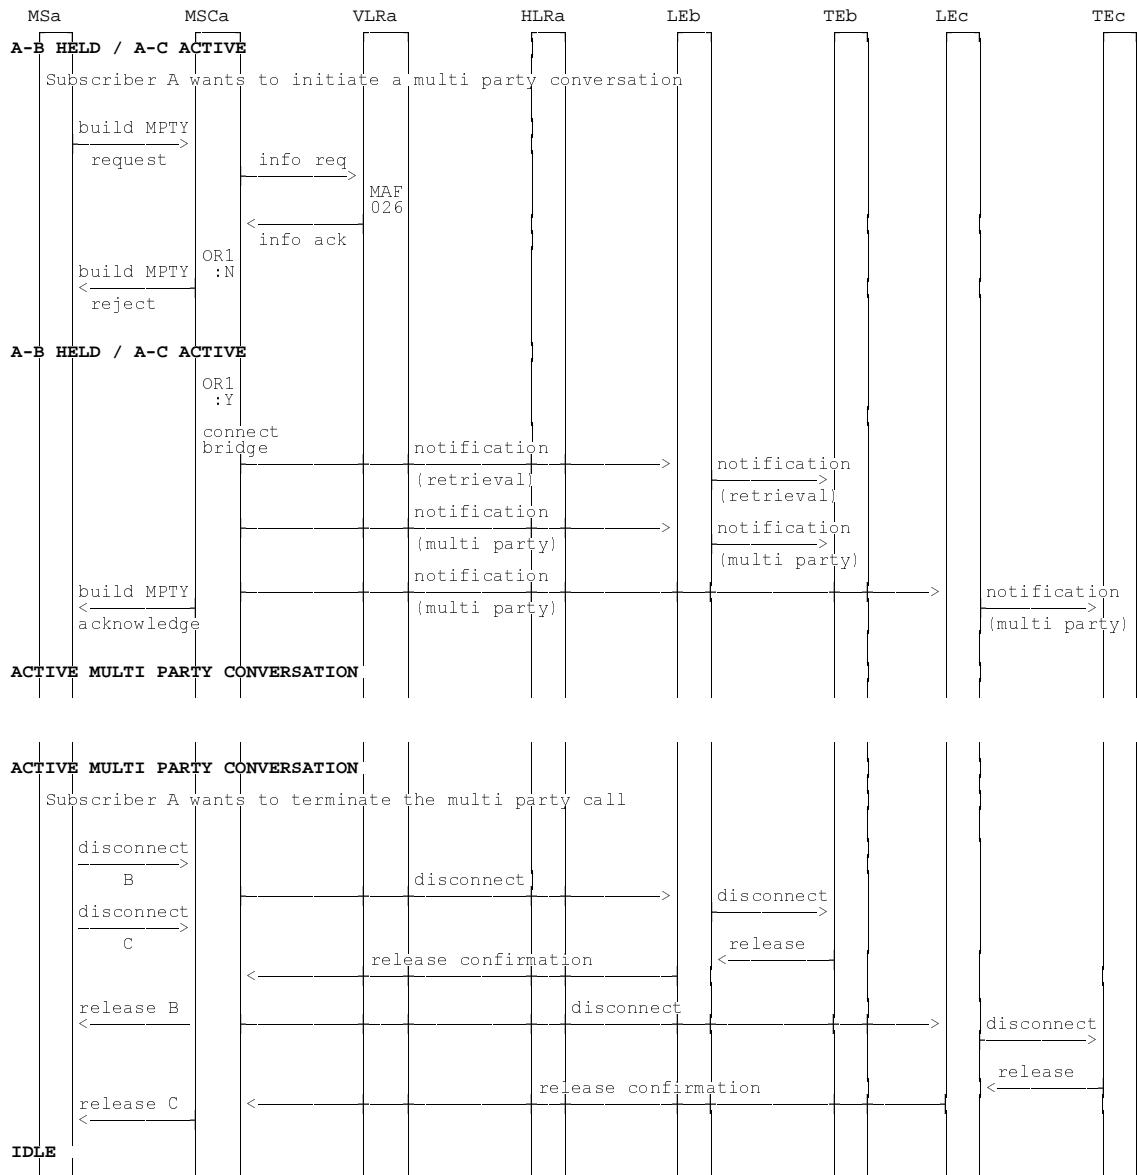 MSa MSCa VLRa HLRa LEb TEb LEc TEc
A-B HELD / A-C ACTIVE
Subscriber A wants to initiate a multi party conversation
build MPTY
request
info req
MAF
026
info ack
OR1
:N
build MPTY
reject
A-B HELD / A-C ACTIVE
OR1
:Y
connect
bridge
notification
(retrieval)
notification
(retrieval)
notification
(multi party)
notification
(multi party)
notification
(multi party)
build MPTY
acknowledge
notification
(multi party)
ACTIVE MULTI PARTY CONVERSATION
ACTIVE MULTI PARTY CONVERSATION
Subscriber A wants to terminate the multi party call
disconnect
B
disconnect
disconnect
disconnect
C
release
release confirmation
release B
disconnect
disconnect
release
release confirmation
release C
IDLE